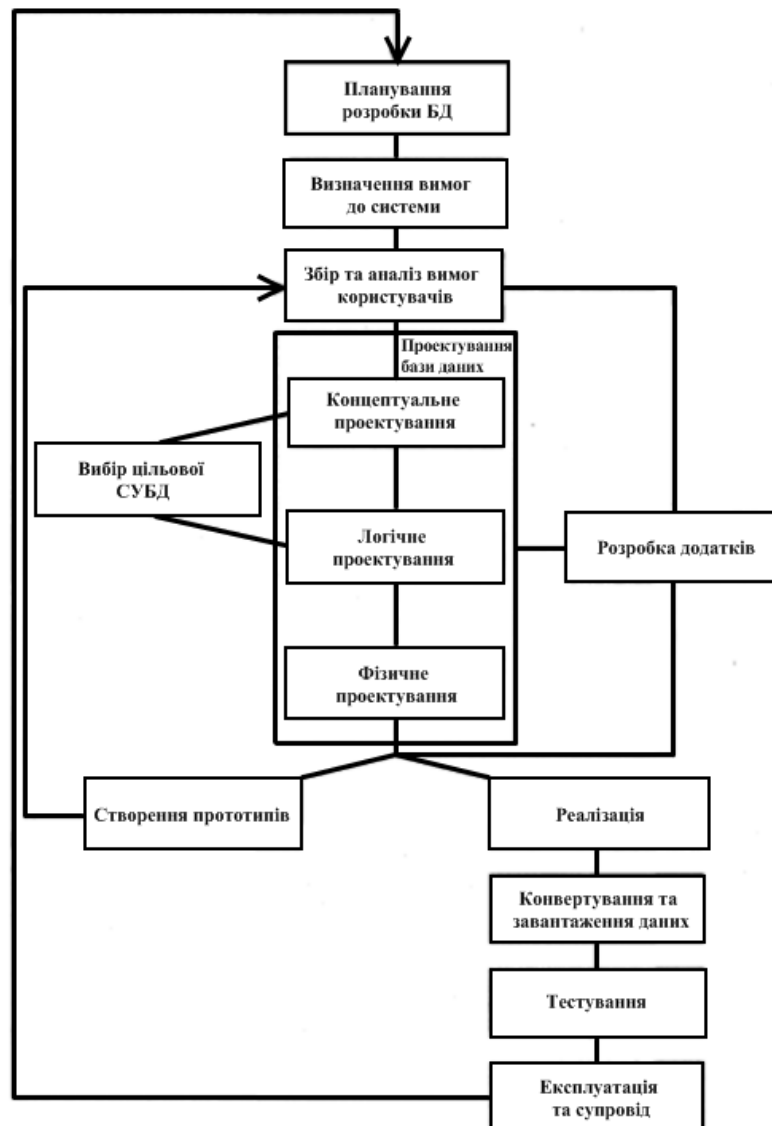 Планування
розробки БД
Визначення вимог
до системи
Збір та аналіз вимог
користувачів
Проектування
бази даних
Концептуальне
проектування
Вибір цільової
СУБД
Логічне
проектування
Розробка додатків
Фізичне
проектування
Створення прототипів
Реалізація
Конвертування та
завантаження даних
Тестування
Експлуатація
та супровід